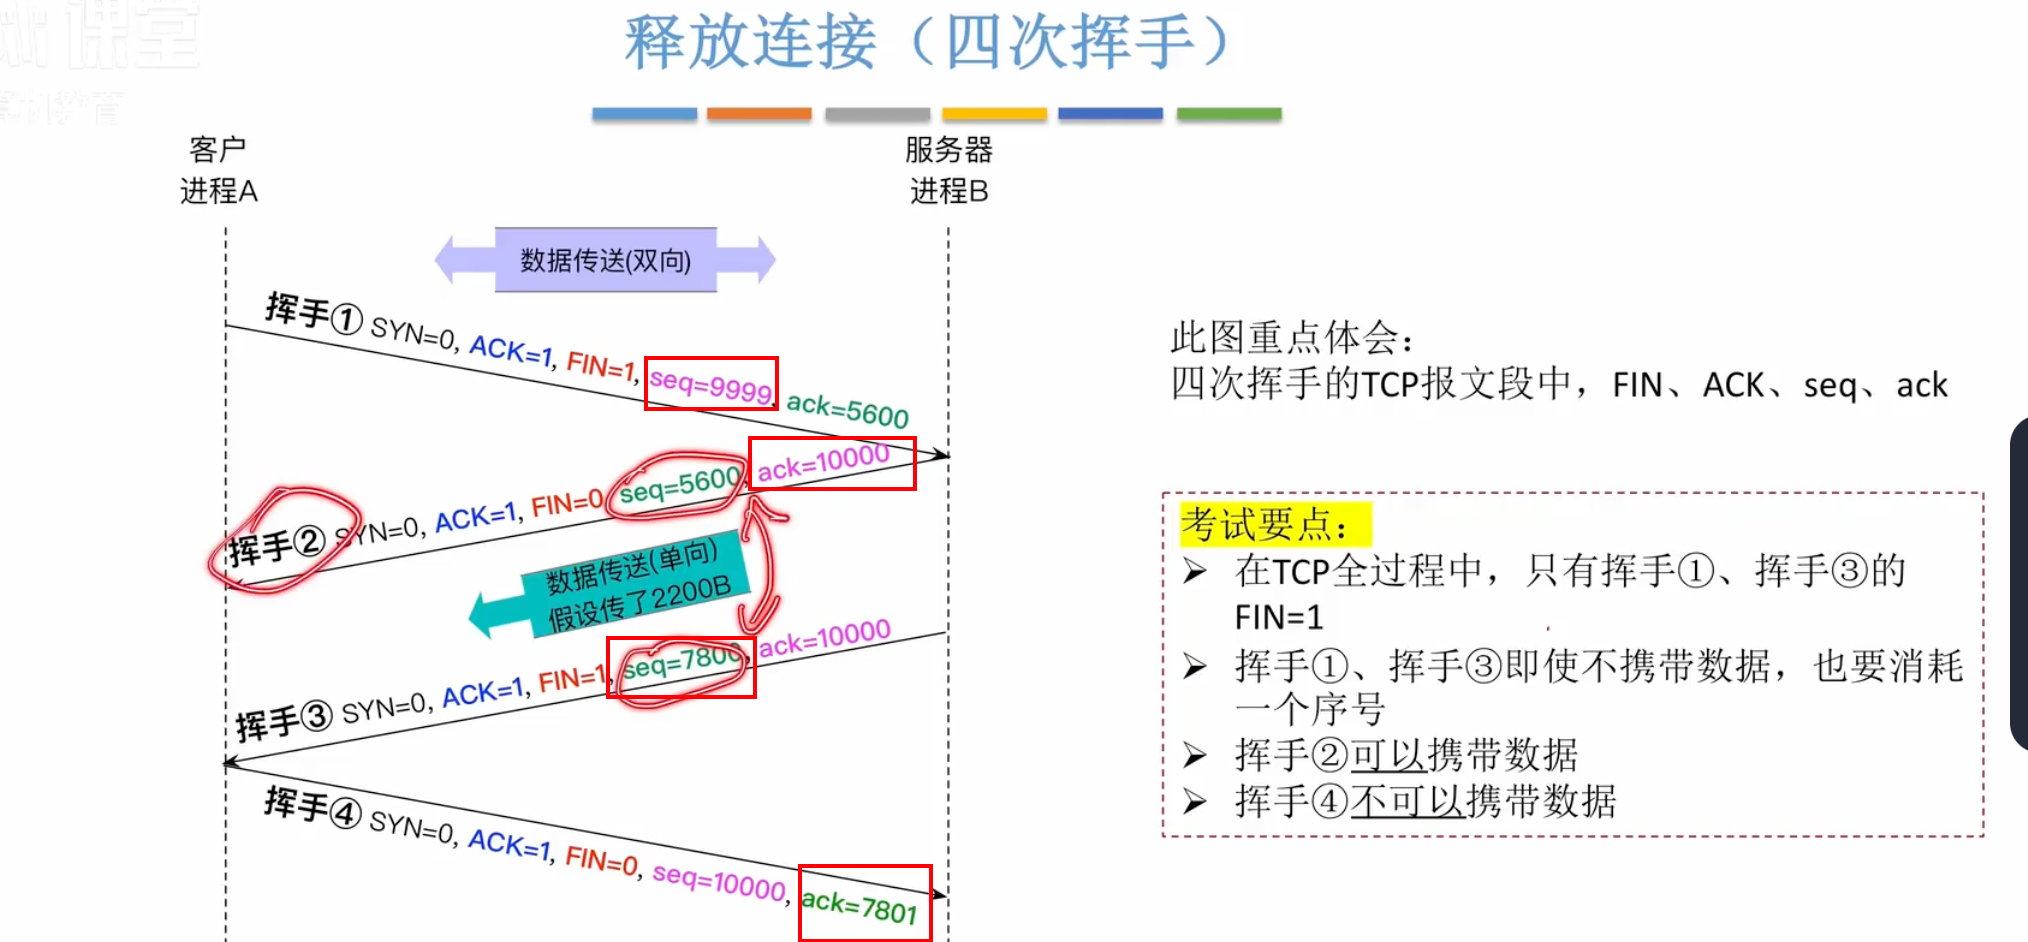 课堂
教育
释放连接（四次挥手）
客户
进程A
服务器
进程B
数据传送(双向)
挥手① SYN=0, ACK=1, FIN=1, seq=9999, ack=5600
挥手② SYN=0, ACK=1, FIN=0, seq=5600, ack=10000
数据传送(单向)
假设传了2200B
挥手③ SYN=0, ACK=1, FIN=1, seq=7800, ack=10000
挥手④ SYN=0, ACK=1, FIN=0, seq=10000, ack=7801
此图重点体会：
四次挥手的TCP报文段中，FIN、ACK、seq、ack
考试要点：
➢ 在TCP全过程中，只有挥手①、挥手③的
FIN=1
➢ 挥手①、挥手③即使不携带数据，也要消耗
一个序号
➢ 挥手②可以携带数据
➢ 挥手④不可以携带数据